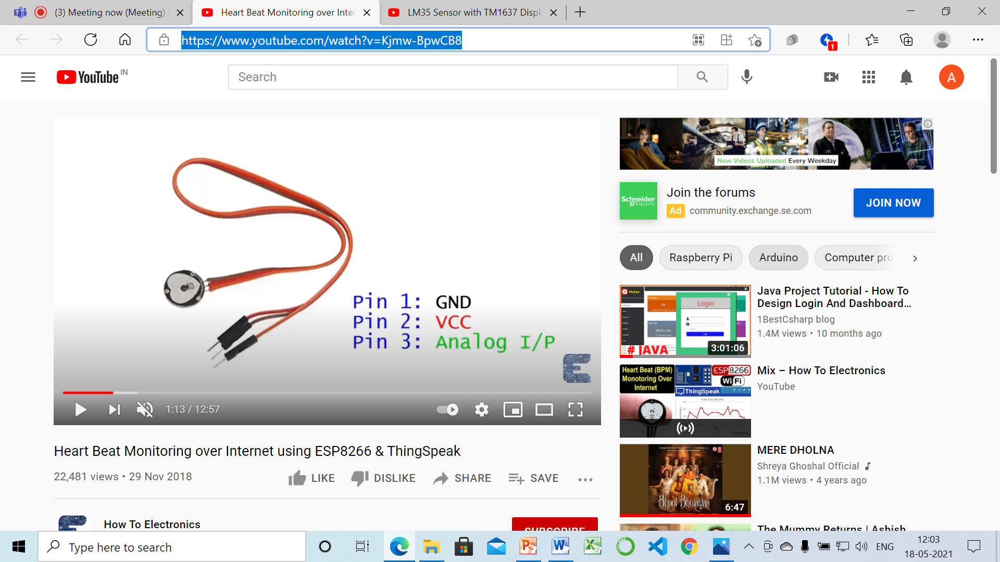 (3) Meeting now (Meeting)
Heart Beat Monitoring over Inter
LM35 Sensor with TM1637 Displa
https://www.youtube.com/watch?v=Kjmw-BpwCB8
1
YouTube IN
Search
A
Pin 1: GND
Pin 2: VCC
Pin 3: Analog I/P
1:13 / 12:57
Heart Beat Monitoring over Internet using ESP8266 & ThingSpeak
22,481 views • 29 Nov 2018
LIKE
DISLIKE
SHARE
SAVE
How To Electronics
SUBSCRIBE
New Videos Uploaded Every Weekday
Schneider
Electric
Join the forums
Ad community.exchange.se.com
JOIN NOW
All
Raspberry Pi
Arduino
Computer pro
MyApp
Login
# JAVA
3:01:06
Java Project Tutorial - How To
Design Login And Dashboard...
1BestCsharp blog
1.4M views • 10 months ago
Heart Beat (BPM)
Monotoring Over
Internet
ESP8266
WiFi
ThingSpeak
Pulse Rate Monitor
Mix – How To Electronics
YouTube
Bhool Bhulaiyaa
6:47
MERE DHOLNA
Shreya Ghoshal Official
1.1M views • 4 years ago
The Mummy Returns | Ashish
Type here to search
ENG
12:03
18-05-2021